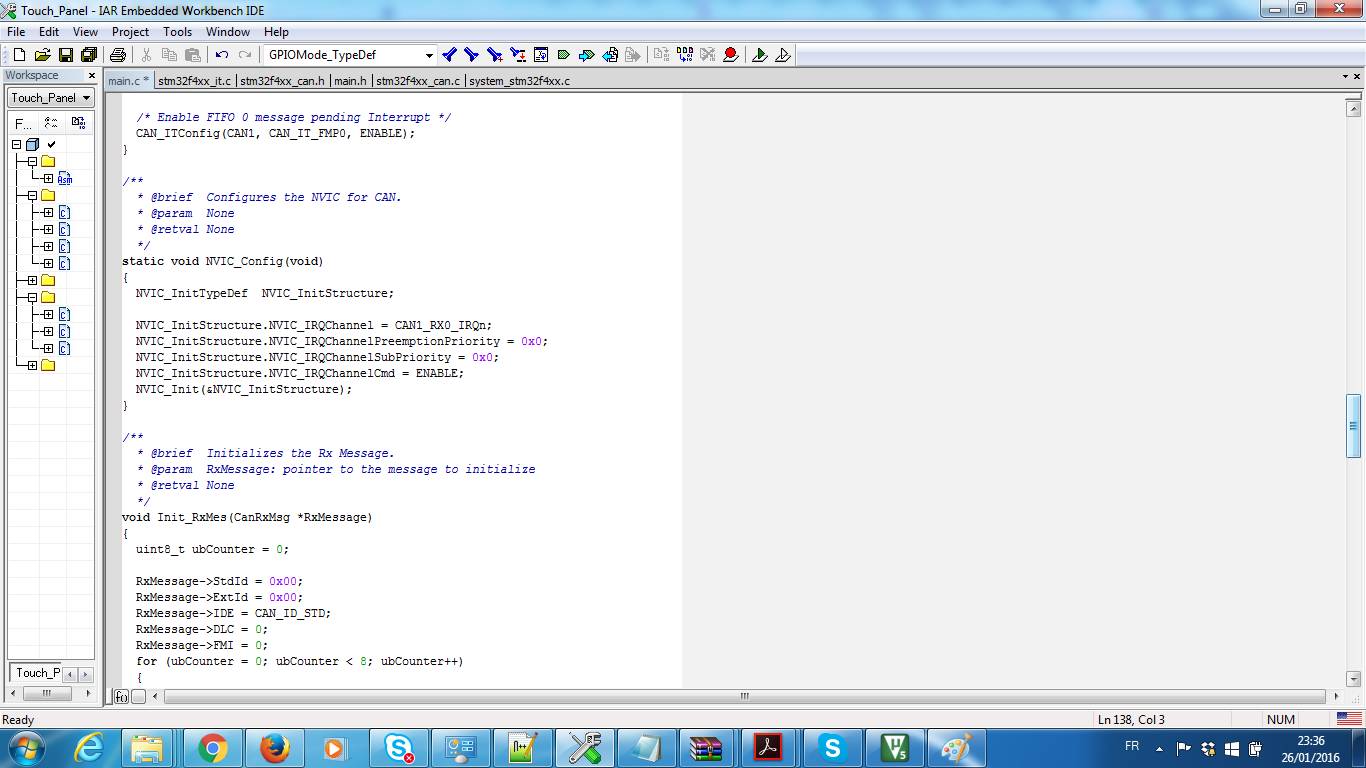 Touch_Panel - IAR Embedded Workbench IDE
File Edit View Project Tools Window Help
GPIOMode_TypeDef
Workspace
main.c * stm32f4xx_it.c stm32f4xx_can.h main.h stm32f4xx_can.c system_stm32f4xx.c
Touch_Panel
F...
/* Enable FIFO 0 message pending Interrupt */
CAN_ITConfig(CAN1, CAN_IT_FMP0, ENABLE);
}
/**
* @brief Configures the NVIC for CAN.
* @param None
* @retval None
*/
static void NVIC_Config(void)
{
NVIC_InitTypeDef NVIC_InitStructure;
NVIC_InitStructure.NVIC_IRQChannel = CAN1_RX0_IRQn;
NVIC_InitStructure.NVIC_IRQChannelPreemptionPriority = 0x0;
NVIC_InitStructure.NVIC_IRQChannelSubPriority = 0x0;
NVIC_InitStructure.NVIC_IRQChannelCmd = ENABLE;
NVIC_Init(&NVIC_InitStructure);
}
/**
* @brief Initializes the Rx Message.
* @param RxMessage: pointer to the message to initialize
* @retval None
*/
void Init_RxMes(CanRxMsg *RxMessage)
{
uint8_t ubCounter = 0;
RxMessage->StdId = 0x00;
RxMessage->ExtId = 0x00;
RxMessage->IDE = CAN_ID_STD;
RxMessage->DLC = 0;
RxMessage->FMI = 0;
for (ubCounter = 0; ubCounter < 8; ubCounter++)
{
Touch_P
f()
Ready
Ln 138, Col 3
NUM
FR
23:36
26/01/2016